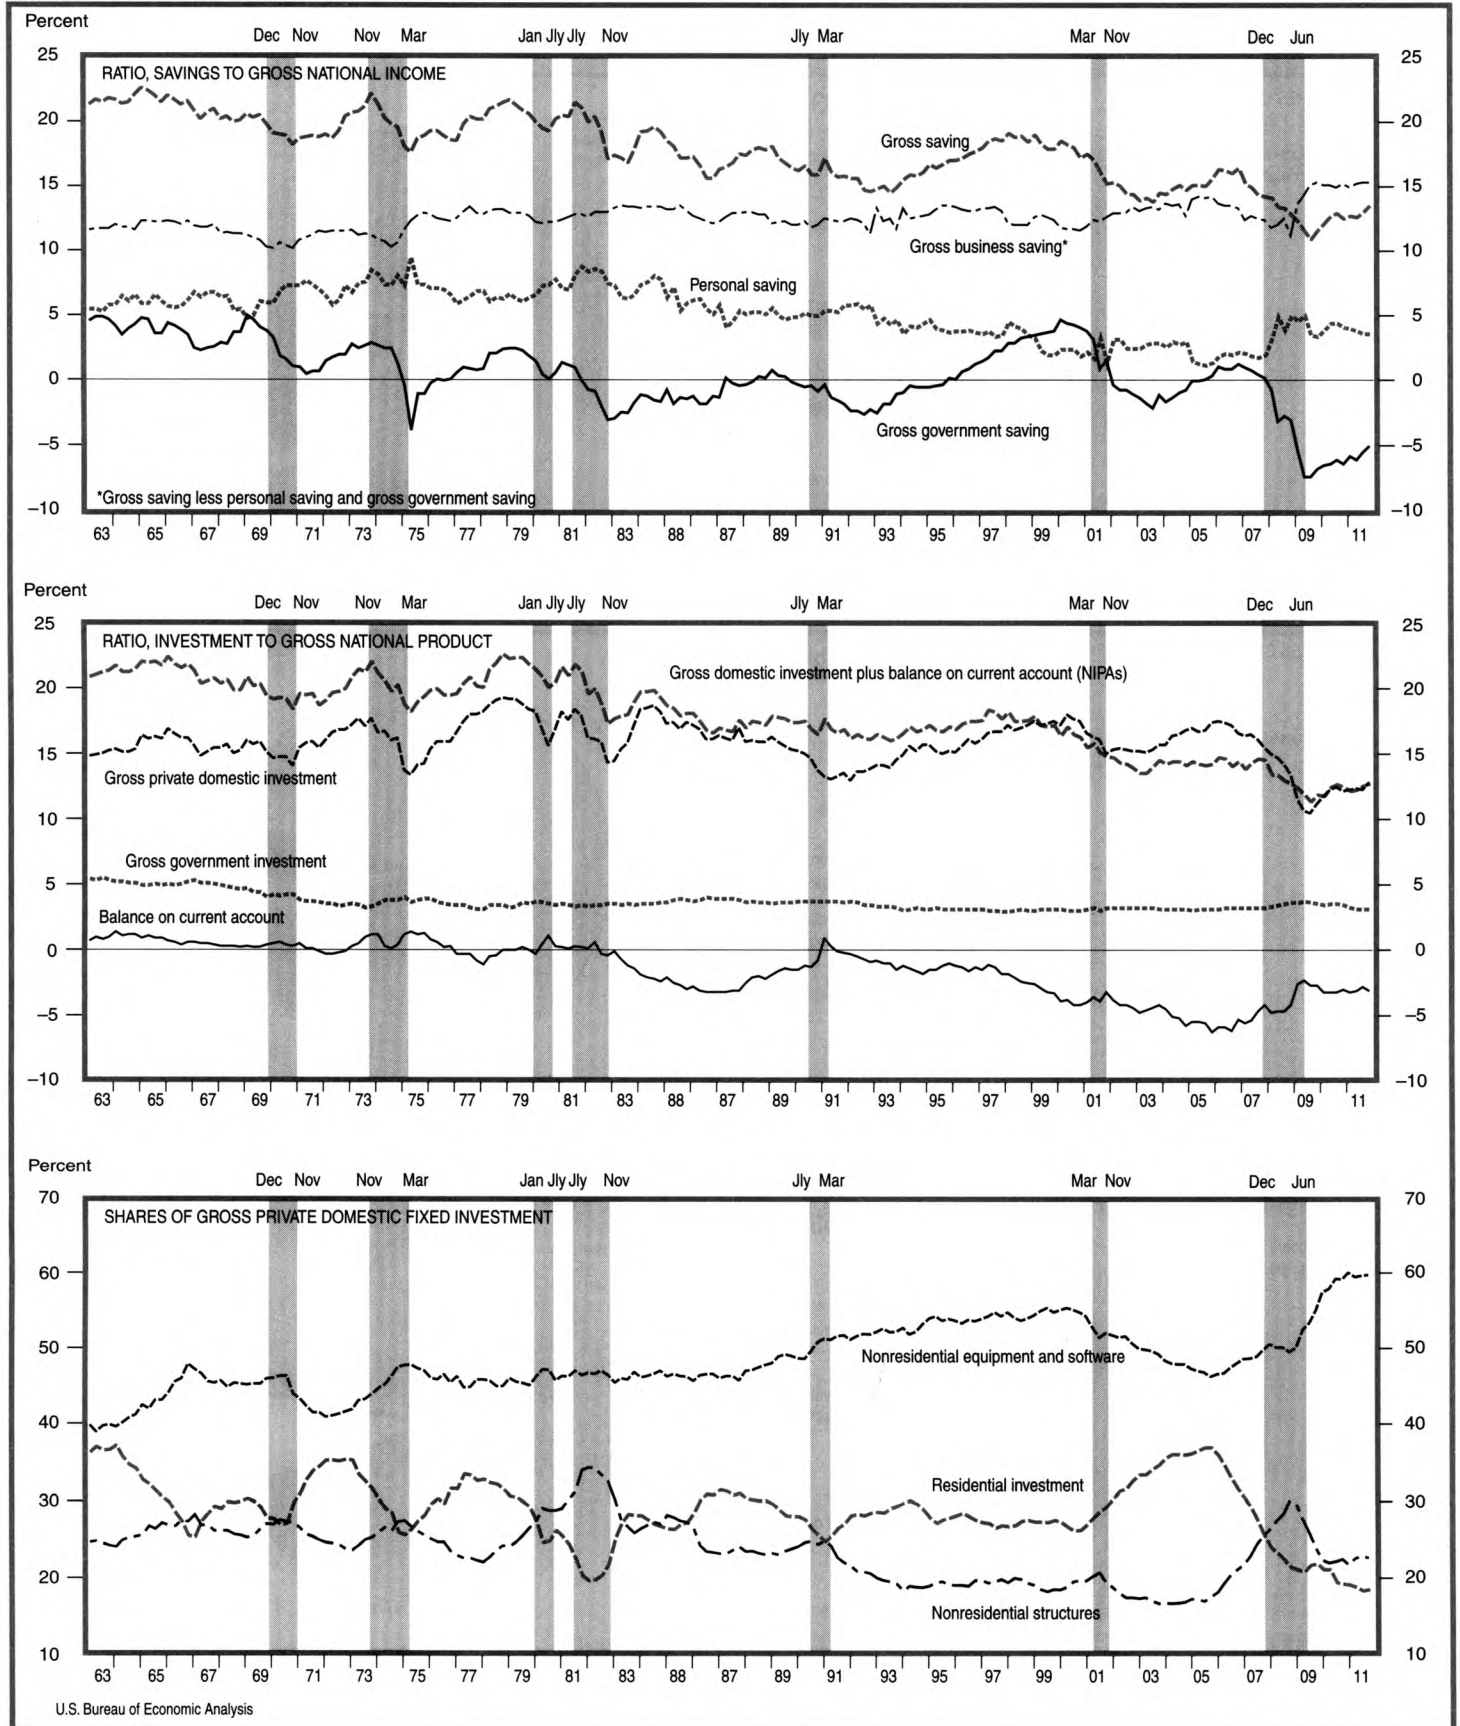 Percent
Dec Nov Nov Mar Jan Jly Jly Nov Jly Mar Mar Nov Dec Jun
25 25
RATIO, SAVINGS TO GROSS NATIONAL INCOME
20 20
Gross saving
15 15
10 10
Gross business saving*
Personal saving
5 5
0 0
Gross government saving
–5 –5
*Gross saving less personal saving and gross government saving
–10 –10
63 65 67 69 71 73 75 77 79 81 83 88 87 89 91 93 95 97 99 01 03 05 07 09 11
Percent
Dec Nov Nov Mar Jan Jly Jly Nov Jly Mar Mar Nov Dec Jun
25 25
RATIO, INVESTMENT TO GROSS NATIONAL PRODUCT
Gross domestic investment plus balance on current account (NIPAs)
20 20
15 15
Gross private domestic investment
10 10
Gross government investment
5 5
Balance on current account
0 0
–5 –5
–10 –10
63 65 67 69 71 73 75 77 79 81 83 88 87 89 91 93 95 97 99 01 03 05 07 09 11
Percent
Dec Nov Nov Mar Jan Jly Jly Nov Jly Mar Mar Nov Dec Jun
70 70
SHARES OF GROSS PRIVATE DOMESTIC FIXED INVESTMENT
60 60
50 50
Nonresidential equipment and software
40 40
Residential investment
30 30
20 20
Nonresidential structures
10 10
63 65 67 69 71 73 75 77 79 81 83 88 87 89 91 93 95 97 99 01 03 05 07 09 11
U.S. Bureau of Economic Analysis